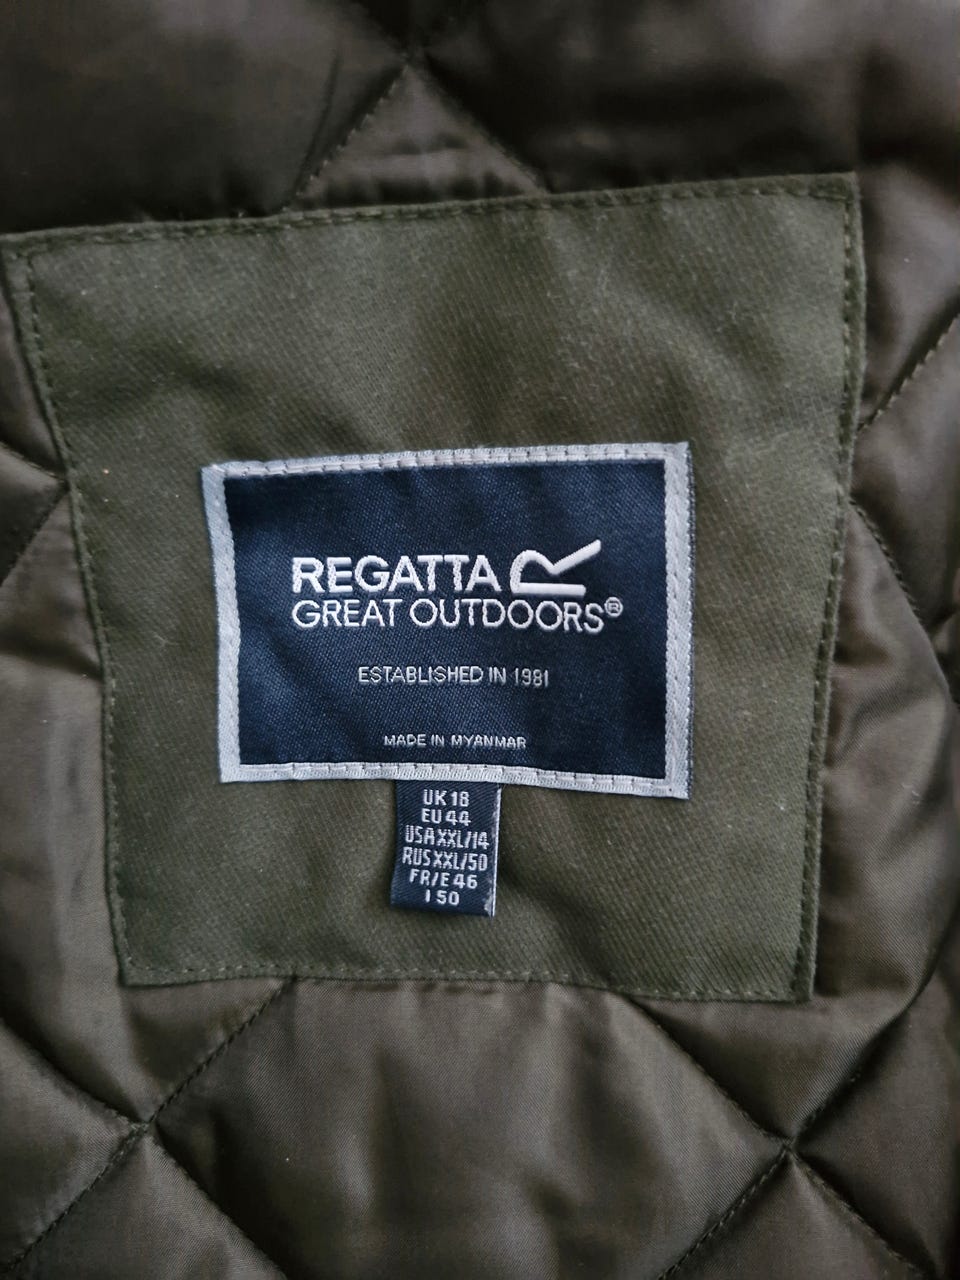 REGATTA
GREAT OUTDOORS®
ESTABLISHED IN 1981
MADE IN MYANMAR
UK 18
EU 44
USA XXL/14
RUS XXL/50
FR/E 46
I 50